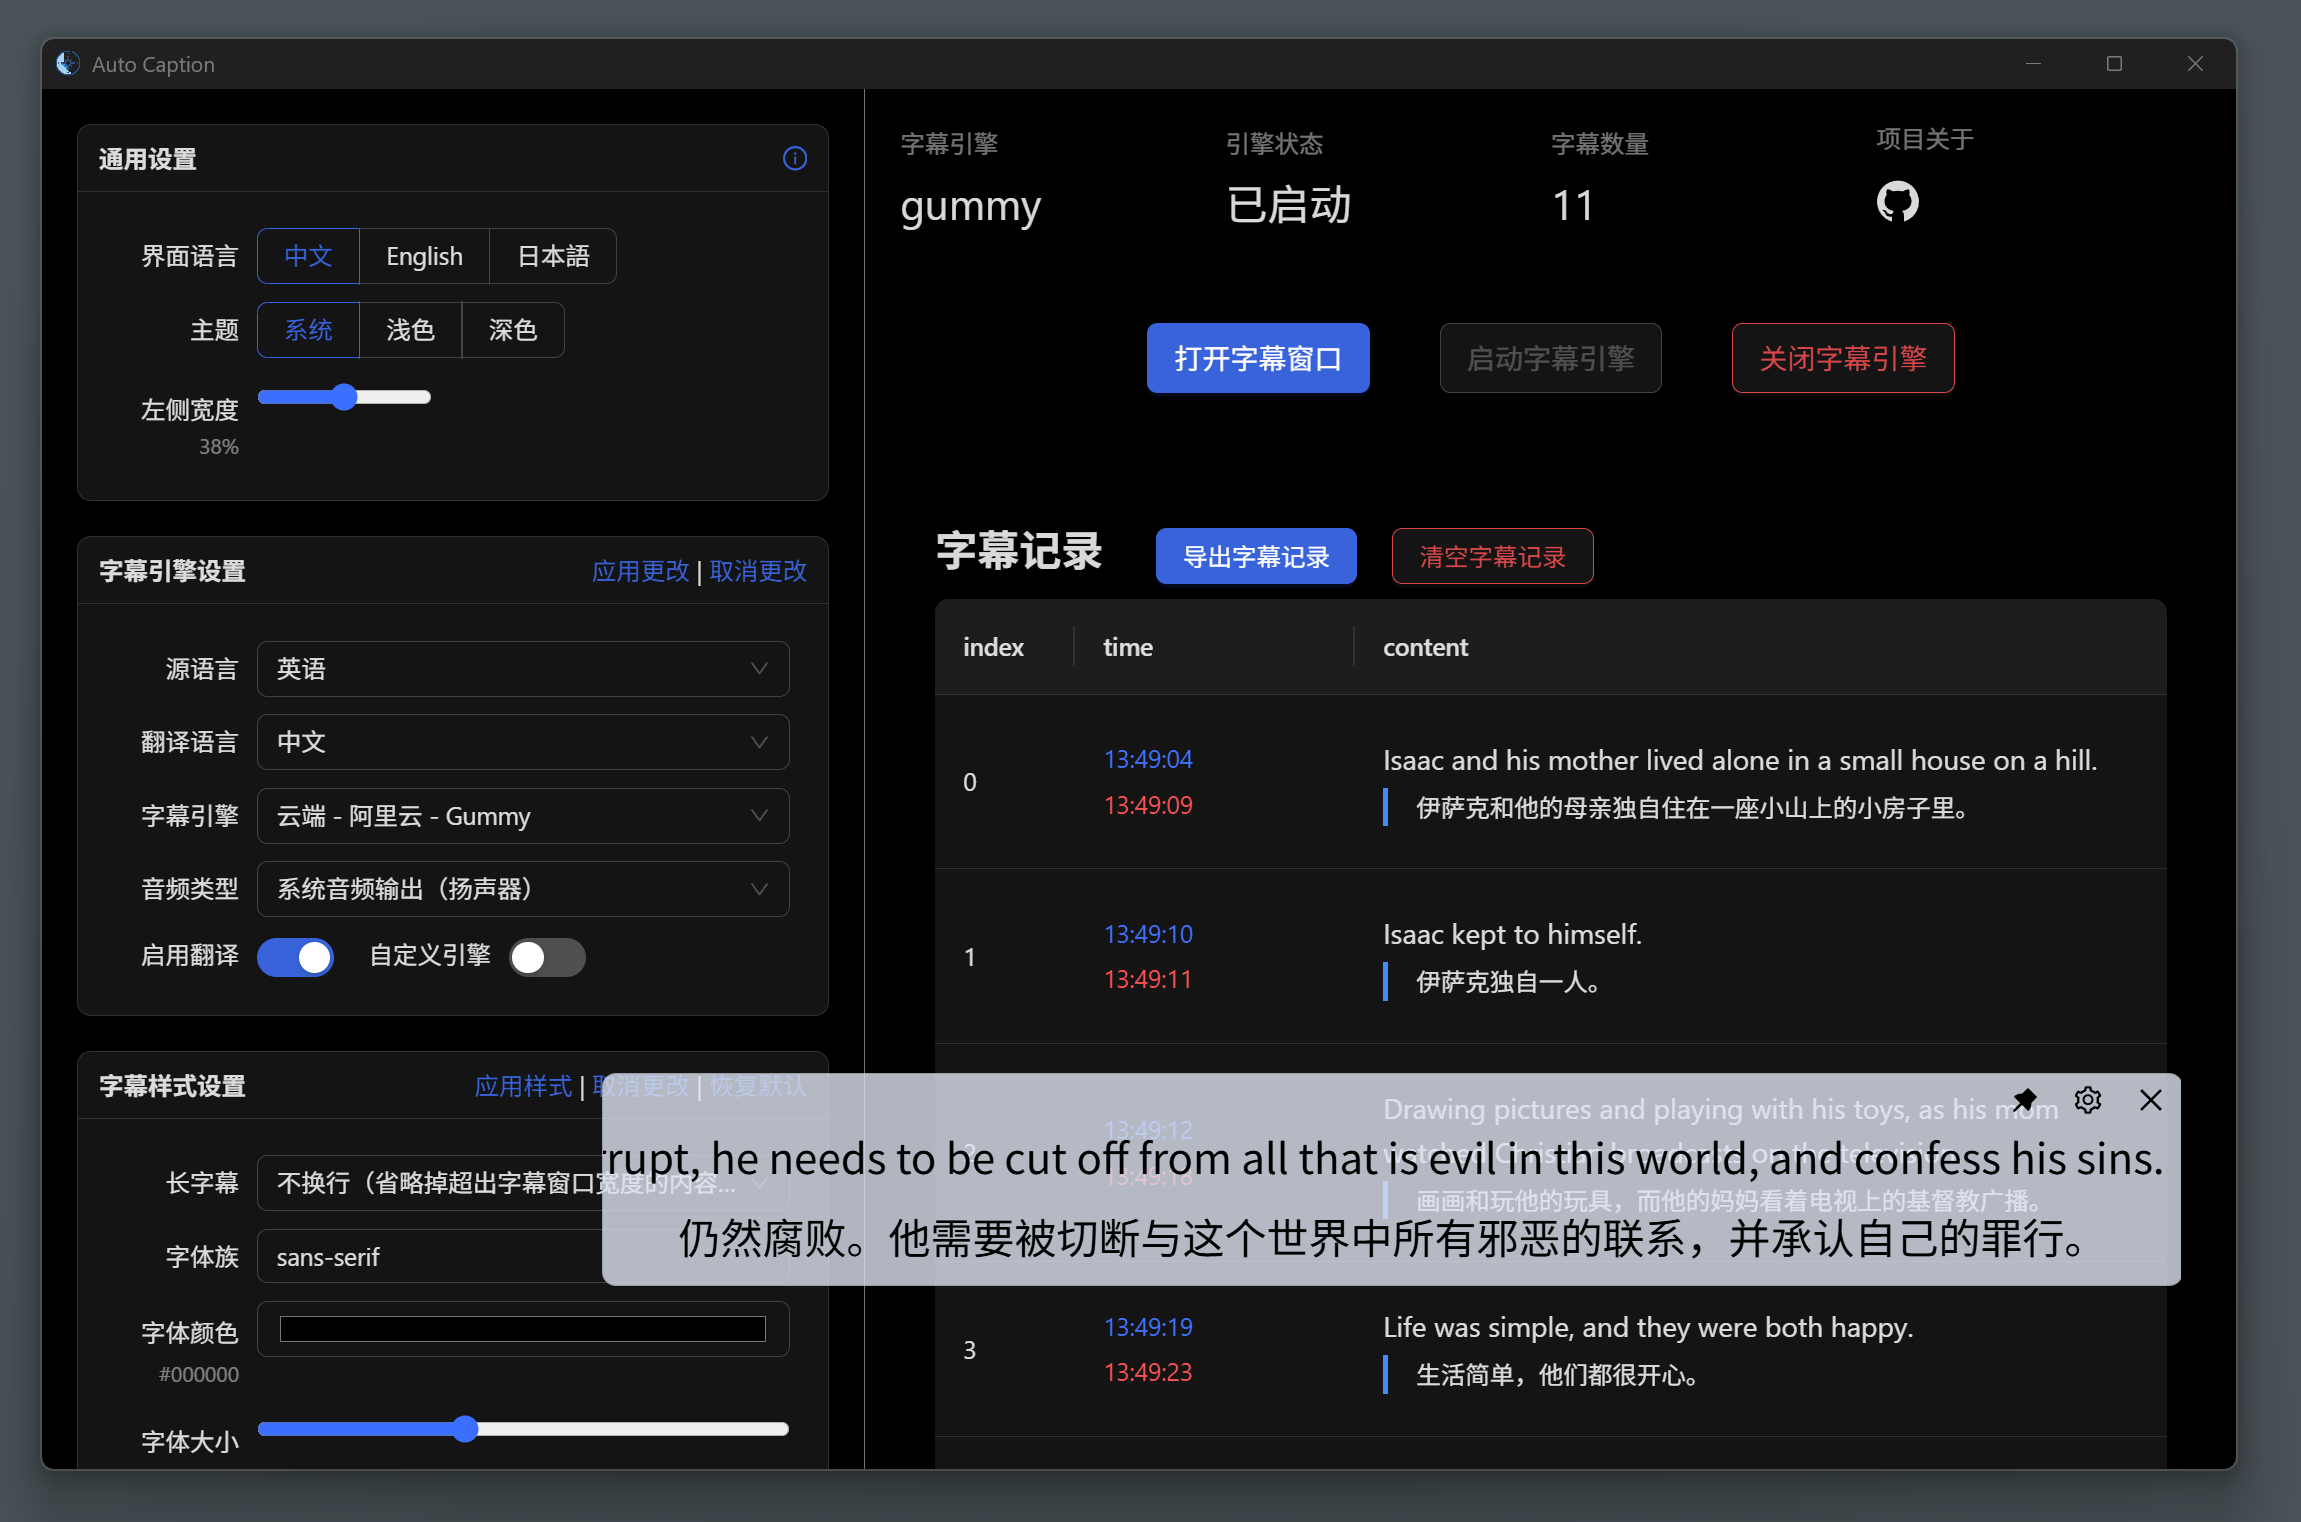 Auto Caption
通用设置
界面语言 中文 English 日本語
主题 系统 浅色 深色
左侧宽度
38%
字幕引擎设置 应用更改 | 取消更改
源语言 英语
翻译语言 中文
字幕引擎 云端 - 阿里云 - Gummy
音频类型 系统音频输出（扬声器）
启用翻译 自定义引擎
字幕样式设置 应用样式 | 取消更改 | 恢复默认
长字幕 不换行（省略掉超出字幕窗口宽度的内容...
字体族 sans-serif
字体颜色
#000000
字体大小
字幕引擎 引擎状态 字幕数量 项目关于
gummy 已启动 11
打开字幕窗口 启动字幕引擎 关闭字幕引擎
字幕记录 导出字幕记录 清空字幕记录
index time content
0
13:49:04
13:49:09
Isaac and his mother lived alone in a small house on a hill.
伊萨克和他的母亲独自住在一座小山上的小房子里。
1
13:49:10
13:49:11
Isaac kept to himself.
伊萨克独自一人。
2
13:49:12
13:49:18
Drawing pictures and playing with his toys, as his mom
watched Christian broadcasts on the television.
画画和玩他的玩具，而他的妈妈看着电视上的基督教广播。
rrupt, he needs to be cut off from all that is evil in this world, and confess his sins.
仍然腐败。他需要被切断与这个世界中所有邪恶的联系，并承认自己的罪行。
3
13:49:19
13:49:23
Life was simple, and they were both happy.
生活简单，他们都很开心。